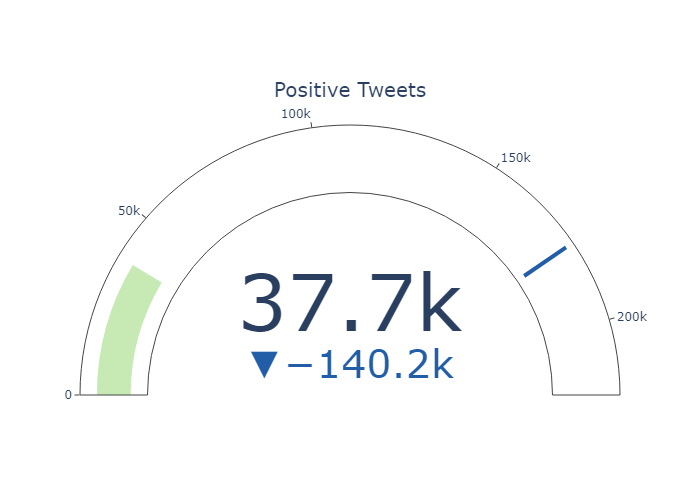 Positive Tweets
100k
150k
50k
200k
0
37.7k
▼−140.2k